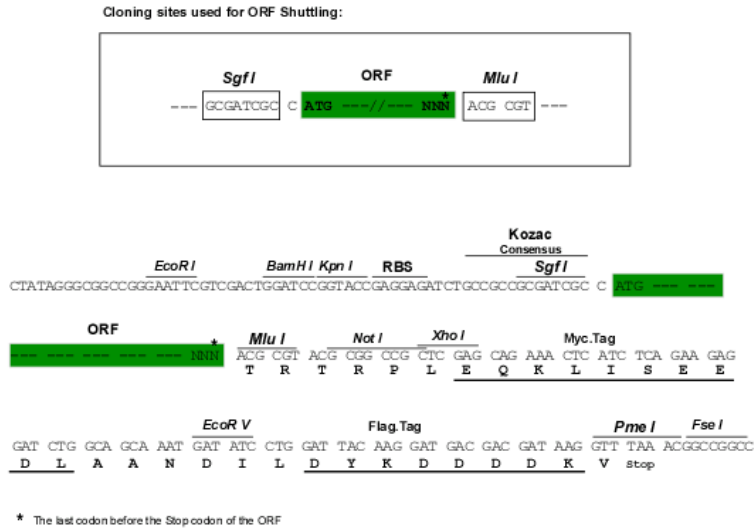 Cloning sites used for ORF Shuttling:
Sgf I ORF Mlu I
--- GCGATCGC C ATG ---//--- NNN* ACG CGT ---
Kozac
Consensus
EcoR I BamH I Kpn I RBS Sgf I
CTATAGGGCGGCCGGGAATTCGTCGACTGGATCCGGTACCGAGGAGATCTGCCGCCGCGATCGC C ATG --- ---
ORF Mlu I Not I Xho I Myc.Tag
--- --- --- --- --- NNN* ACG CGT ACG CGG CCG CTC GAG CAG AAA CTC ATC TCA GAA GAG
T R T R P L E Q K L I S E E
EcoR V Flag.Tag Pme I Fse I
GAT CTG GCA GCA AAT GAT ATC CTG GAT TAC AAG GAT GAC GAC GAT AAG GTT TAA ACGGCCGGCC
D L A A N D I L D Y K D D D D K V Stop
* The last codon before the Stop codon of the ORF